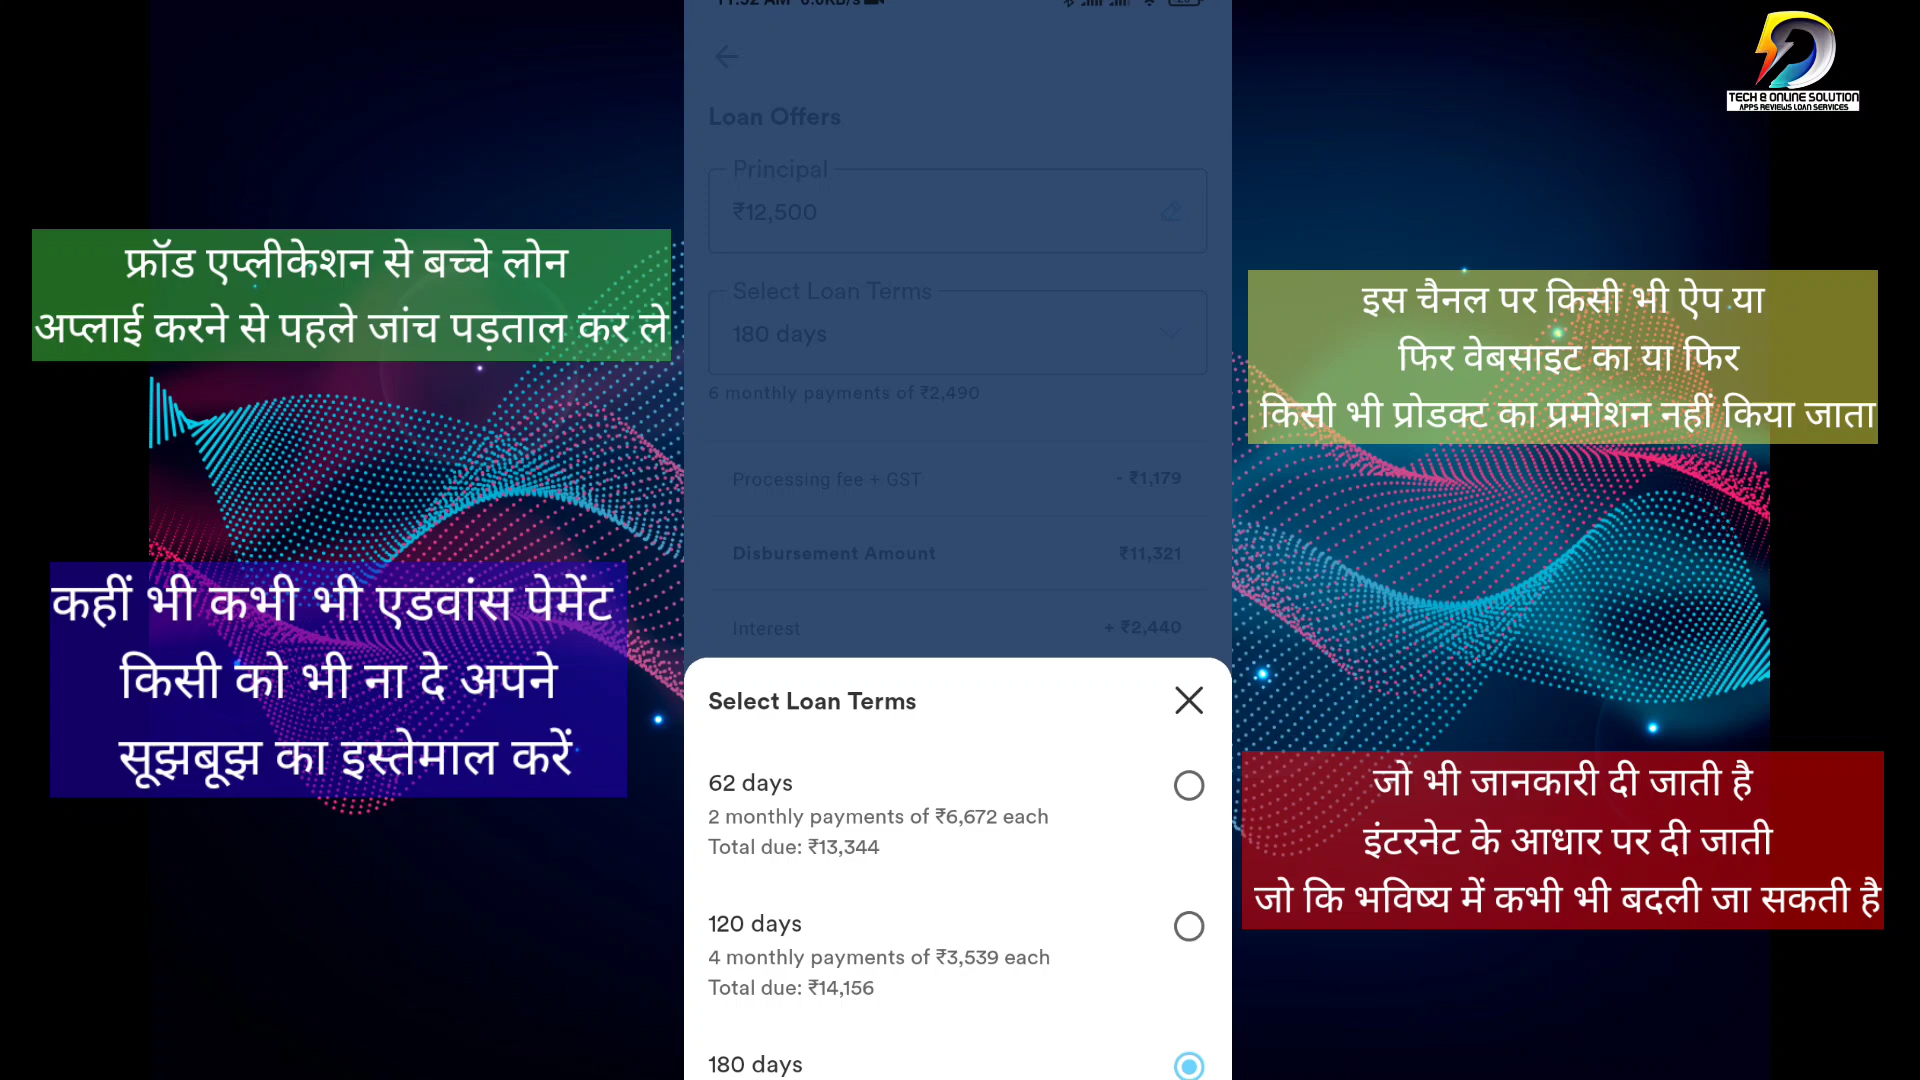 TECH & ONLINE SOLUTION
APPS REVIEWS LOAN SERVICES
फ्रॉड एप्लीकेशन से बच्चे लोन
अप्लाई करने से पहले जांच पड़ताल कर ले
कहीं भी कभी भी एडवांस पेमेंट
किसी को भी ना दे अपने
सूझबूझ का इस्तेमाल करें
Loan Offers
Principal
₹12,500
Select Loan Terms
180 days
6 monthly payments of ₹2,490
Processing fee + GST - ₹1,179
Disbursement Amount ₹11,321
Interest + ₹2,440
Select Loan Terms
62 days
2 monthly payments of ₹6,672 each
Total due: ₹13,344
120 days
4 monthly payments of ₹3,539 each
Total due: ₹14,156
180 days
इस चैनल पर किसी भी ऐप या
फिर वेबसाइट का या फिर
किसी भी प्रोडक्ट का प्रमोशन नहीं किया जाता
जो भी जानकारी दी जाती है
इंटरनेट के आधार पर दी जाती
जो कि भविष्य में कभी भी बदली जा सकती है